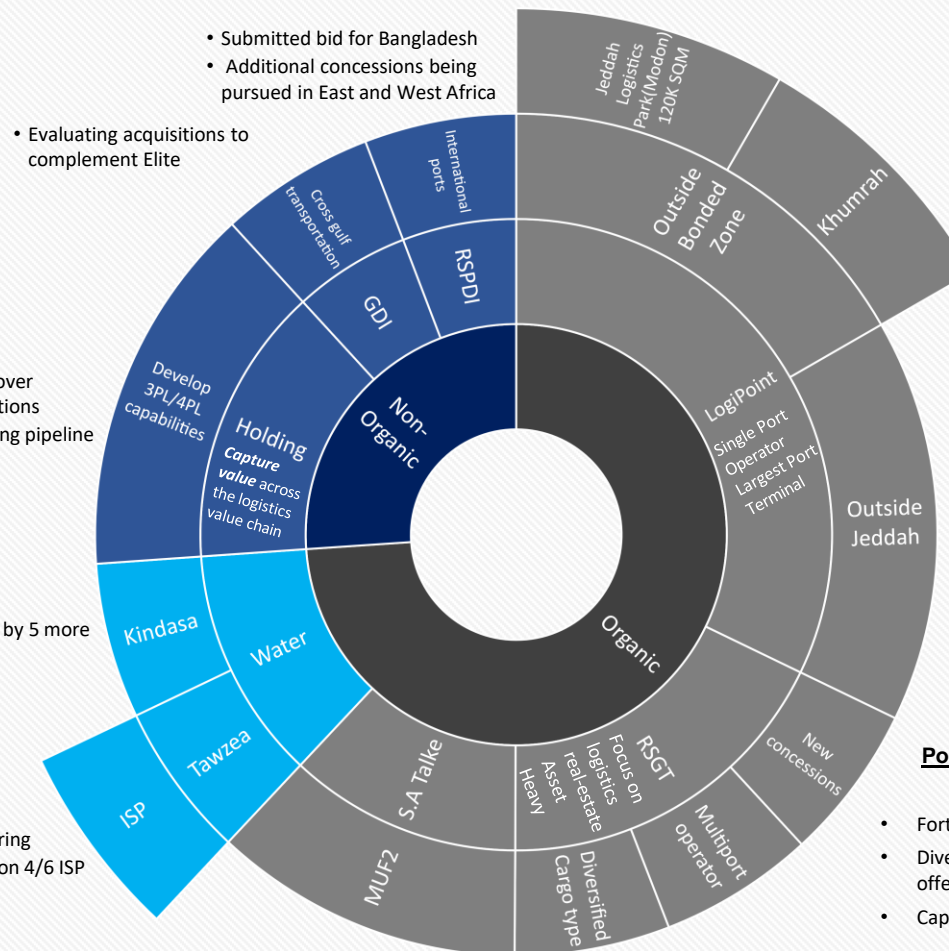 • Submitted bid for Bangladesh
• Additional concessions being
pursued in East and West Africa
• Evaluating acquisitions to
complement Elite
over
tions
ng pipeline
by 5 more
ring
on 4/6 ISP
Jeddah
Logistics
Park(Modon)
120K SQM
Khumrah
Outside
Bonded
Zone
LogiPoint
Single Port
Operator
Largest Port
Terminal
Outside
Jeddah
International
ports
Cross gulf
transportation
RSPDI
GDI
Non-
Organic
Develop
3PL/4PL
capabilities
Holding
Capture
value across
the logistics
value chain
Organic
Kindasa
Water
Tawzea
ISP
S.A Talke
MUF2
RSGT
Focus on
logistics
real-estate
Asset
Heavy
Diversified
Cargo type
Multiport
operator
New
concessions
Po
• Fort
• Dive
offe
• Cap